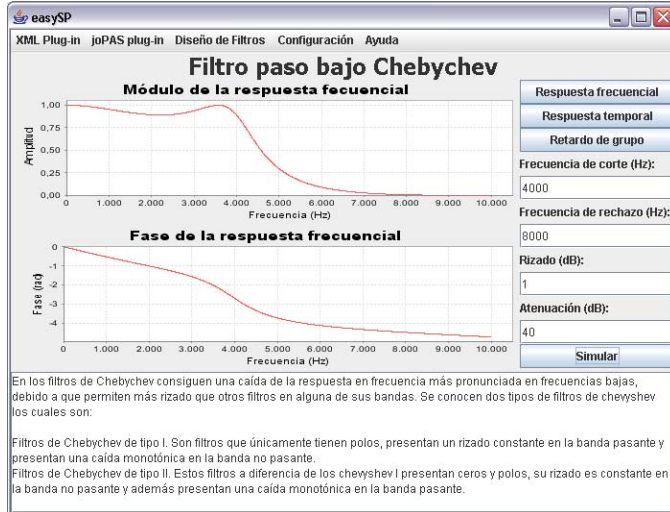 easySP
XML Plug-in joPAS plug-in Diseño de Filtros Configuración Ayuda
Filtro paso bajo Chebychev
Módulo de la respuesta fecuencial
Amplitud
1,00
0,75
0,50
0,25
0,00
0 1.000 2.000 3.000 4.000 5.000 6.000 7.000 8.000 9.000 10.000
Frecuencia (Hz)
Fase de la respuesta frecuencial
Fase (rad)
0
-1
-2
-3
-4
0 1.000 2.000 3.000 4.000 5.000 6.000 7.000 8.000 9.000 10.000
Frecuencia (Hz)
Respuesta frecuencial
Respuesta temporal
Retardo de grupo
Frecuencia de corte (Hz):
4000
Frecuencia de rechazo (Hz):
8000
Rizado (dB):
1
Atenuación (dB):
40
Simular
En los filtros de Chebychev consiguen una caída de la respuesta en frecuencia más pronunciada en frecuencias bajas,
debido a que permiten más rizado que otros filtros en alguna de sus bandas. Se conocen dos tipos de filtros de chevyshev
los cuales son:
Filtros de Chebychev de tipo I. Son filtros que únicamente tienen polos, presentan un rizado constante en la banda pasante y
presentan una caída monotónica en la banda no pasante.
Filtros de Chebychev de tipo II. Estos filtros a diferencia de los chevyshev I presentan ceros y polos, su rizado es constante en
la banda no pasante y además presentan una caída monotónica en la banda pasante.